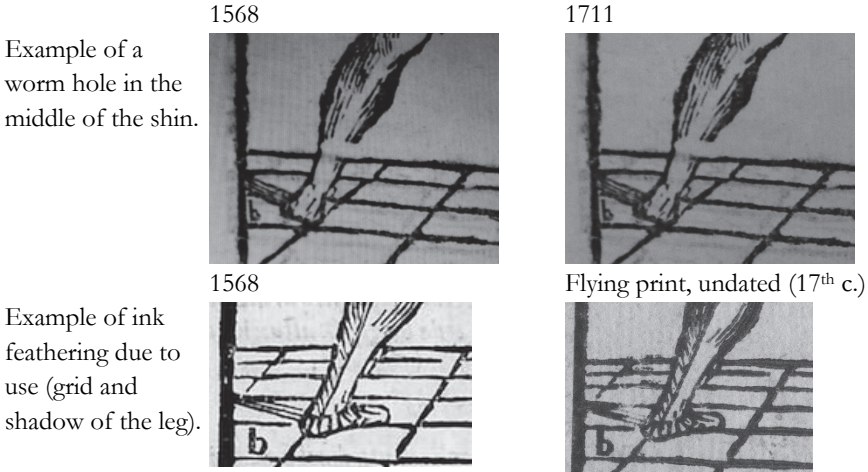 1568
1711
Example of a
worm hole in the
middle of the shin.
b
b
1568
Flying print, undated (17th c.)
Example of ink
feathering due to
use (grid and
shadow of the leg).
b
b